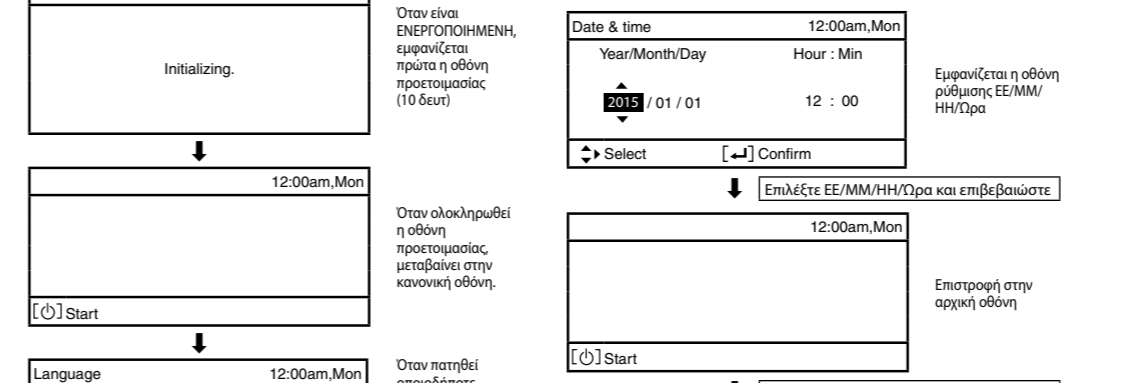 Initializing.
Όταν είναι
ΕΝΕΡΓΟΠΟΙΗΜΕΝΗ,
εμφανίζεται
πρώτα η οθόνη
προετοιμασίας
(10 δευτ)
12:00am,Mon
[⏻] Start
Όταν ολοκληρωθεί
η οθόνη
προετοιμασίας,
μεταβαίνει στην
κανονική οθόνη.
Language 12:00am,Mon
Όταν πατηθεί
οποιοδήποτε
Date & time 12:00am,Mon
Year/Month/Day Hour : Min
2015 / 01 / 01 12 : 00
Select [↵] Confirm
Εμφανίζεται η οθόνη
ρύθμισης ΕΕ/ΜΜ/
ΗΗ/Ώρα
Επιλέξτε ΕΕ/ΜΜ/ΗΗ/Ώρα και επιβεβαιώστε
12:00am,Mon
[⏻] Start
Επιστροφή στην
αρχική οθόνη